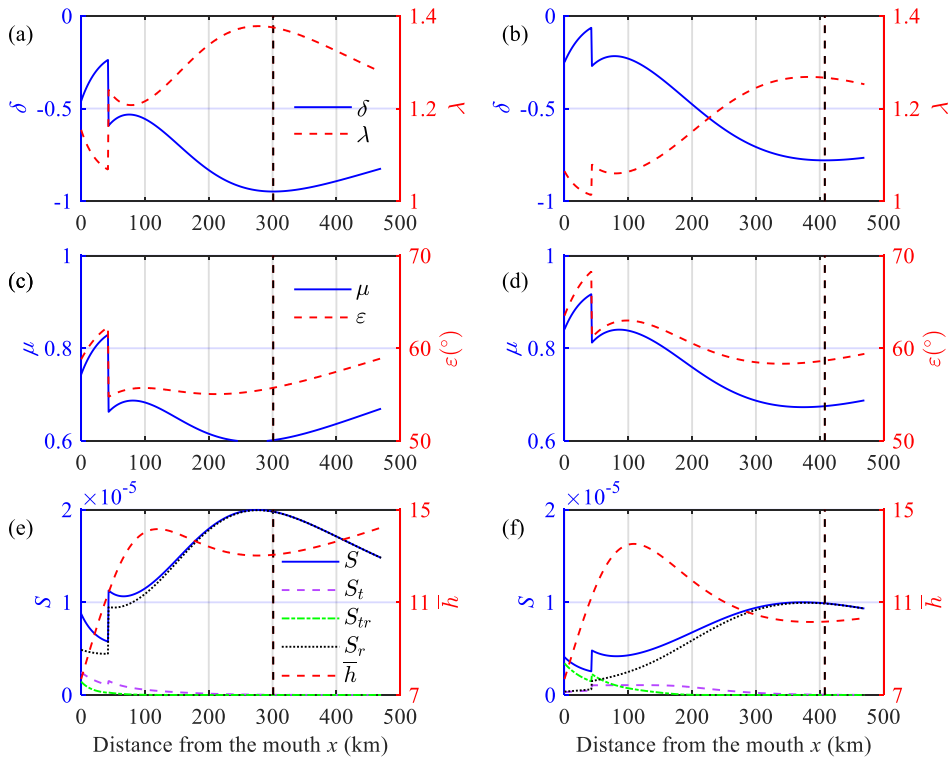 (a)
0
-0.5
-1
δ
1.4
1.2
1
λ
0 100 200 300 400 500
δ
λ
(b)
0
-0.5
-1
δ
1.4
1.2
1
λ
0 100 200 300 400 500
(c)
1
0.8
0.6
μ
70
60
50
ε(°)
0 100 200 300 400 500
μ
ε
(d)
1
0.8
0.6
μ
70
60
50
ε(°)
0 100 200 300 400 500
(e)
×10-5
2
1
0
S
15
11
7
h̅
S
St
Str
Sr
h̅
0 100 200 300 400 500
Distance from the mouth x (km)
(f)
×10-5
2
1
0
S
15
11
7
h̅
0 100 200 300 400 500
Distance from the mouth x (km)